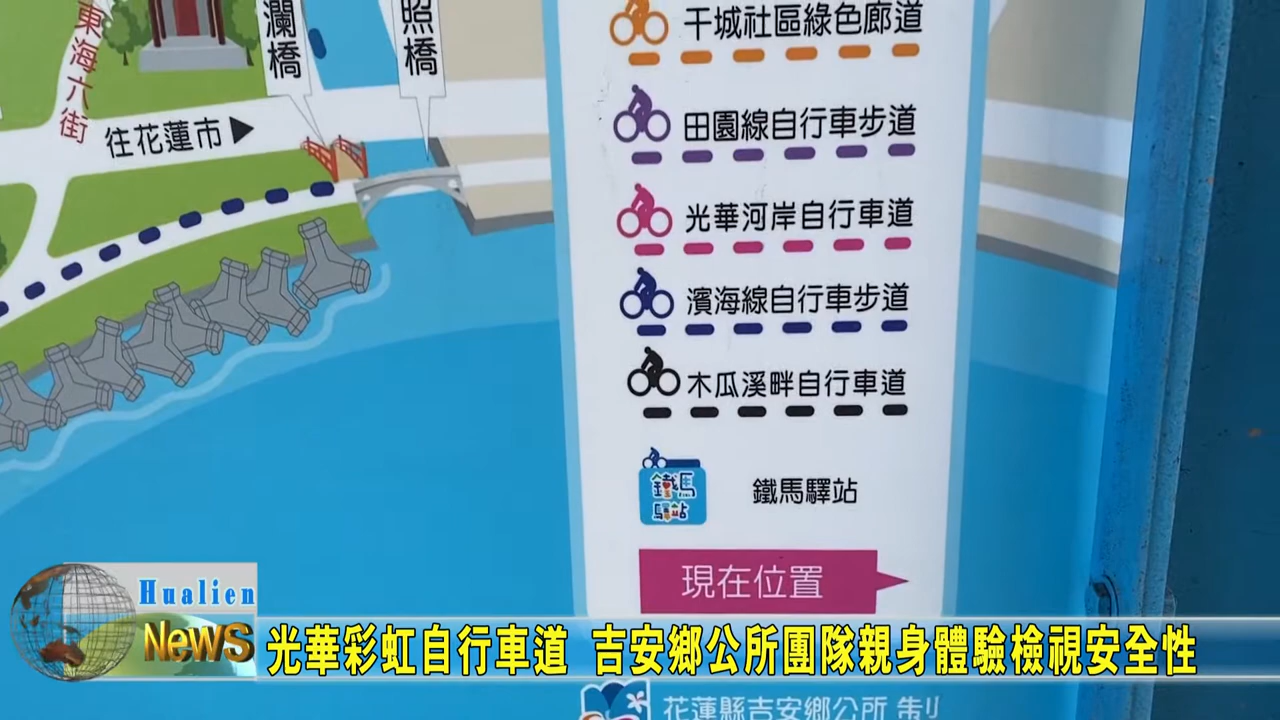 東海六街
瀾橋
照橋
往花蓮市
干城社區綠色廊道
田園線自行車步道
光華河岸自行車道
濱海線自行車步道
木瓜溪畔自行車道
鐵馬
驛站
鐵馬驛站
現在位置
Hualien
News
光華彩虹自行車道 吉安鄉公所團隊親身體驗檢視安全性
花蓮縣吉安鄉公所 製